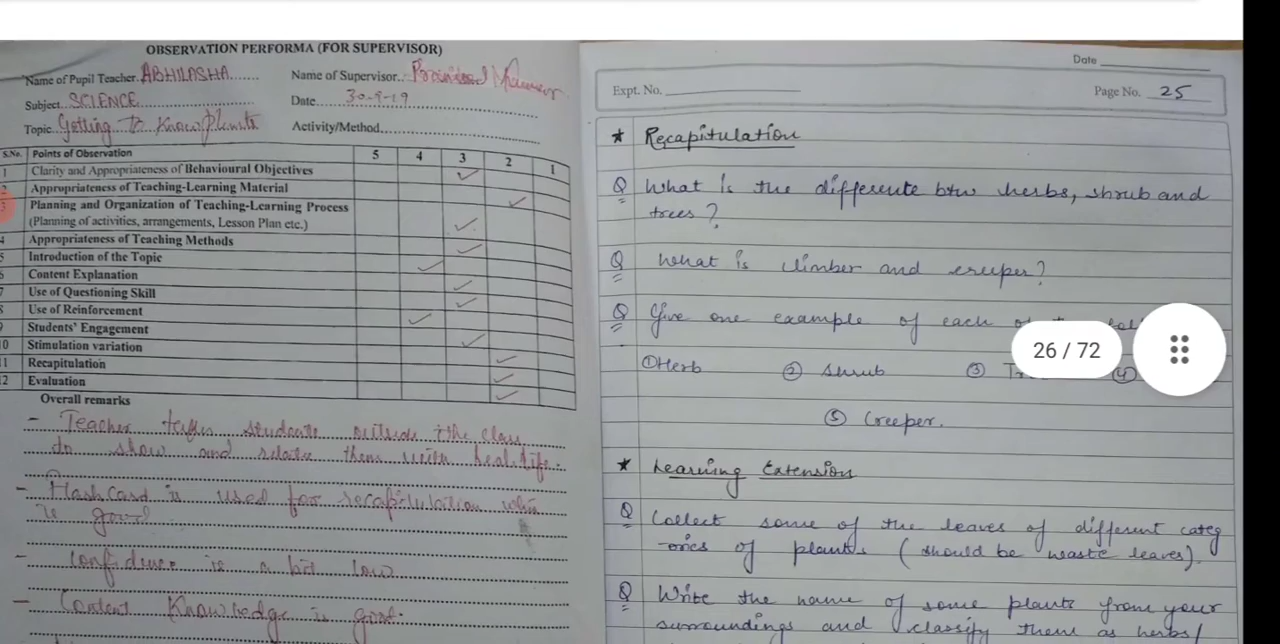 OBSERVATION PERFORMA (FOR SUPERVISOR)
Name of Pupil Teacher. ABHILASHA....... Name of Supervisor..
Subject. SCIENCE Date..... 30-9-19
Topic. Getting to Know plants Activity/Method.
S.No. Points of Observation 5 4 3 2 1
1 Clarity and Appropriateness of Behavioural Objectives
2 Appropriateness of Teaching-Learning Material
3 Planning and Organization of Teaching-Learning Process
(Planning of activities, arrangements, Lesson Plan etc.)
4 Appropriateness of Teaching Methods
5 Introduction of the Topic
6 Content Explanation
7 Use of Questioning Skill
8 Use of Reinforcement
9 Students' Engagement
10 Stimulation variation
11 Recapitulation
12 Evaluation
Overall remarks
- Teacher takes students outside the class
to show and relate them with real life.
- Flashcard is used for recapitulation which
is good
- Confidence is a bit low
- Content Knowledge is good.
Date
Expt. No. Page No. 25
* Recapitulation
Q What is the differente btw herbs, shrub and
trees?
Q What is climber and creeper?
Q Give one example of each
① Herb ② Shrub ③ ④
⑤ Creeper.
* Learning Extension
Q Collect some of the leaves of different categ
-ories of plants (should be waste leaves).
Q Write the name of some plants from your
surroundings and classify them as herbs/
26 / 72